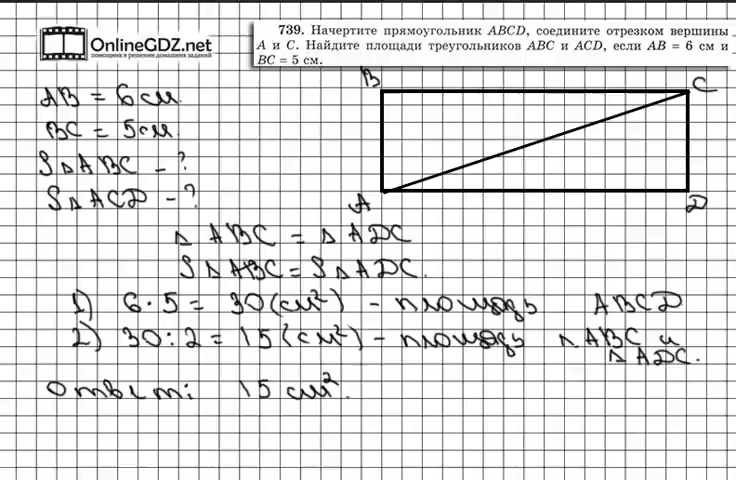 OnlineGDZ.net
помощник в решении домашних заданий
739. Начертите прямоугольник ABCD, соедините отрезком вершины
A и C. Найдите площади треугольников ABC и ACD, если AB = 6 см и
BC = 5 см.
B
C
A
D
AB = 6 см
BC = 5 см
S△ABC - ?
S△ACD - ?
△ABC = △ADC
S△ABC = S△ADC.
1) 6 · 5 = 30 (см²) - площадь ABCD
2) 30 : 2 = 15 (см²) - площадь △ABC и
△ADC.
Ответ: 15 см².